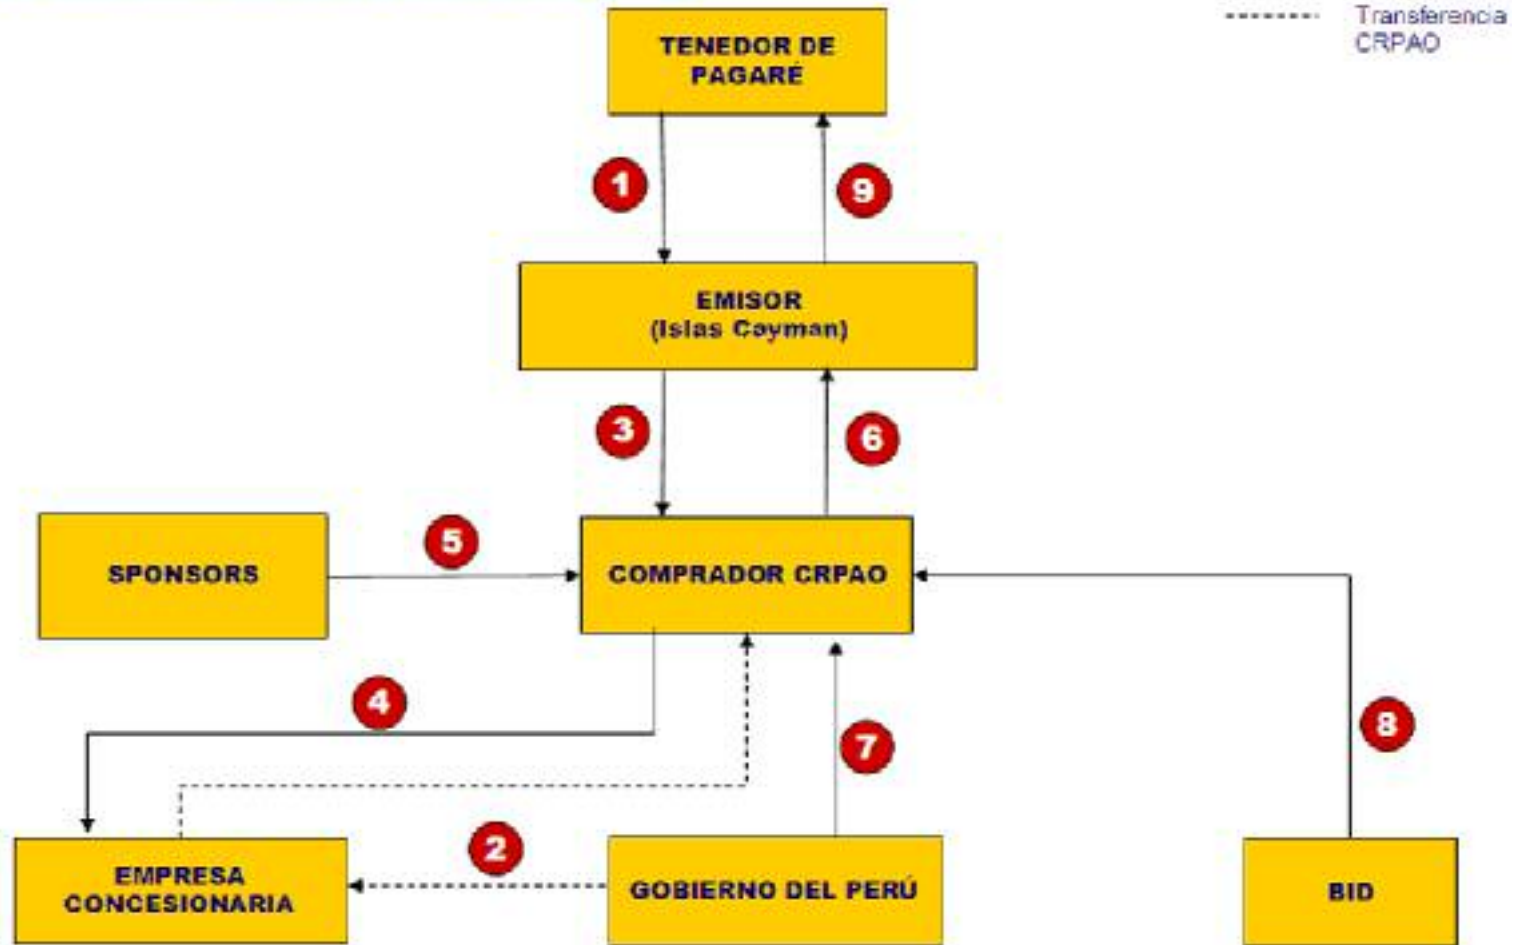 Transferencia
CRPAO
TENEDOR DE
PAGARÉ
1
9
EMISOR
(Islas Cayman)
3
6
SPONSORS
5
COMPRADOR CRPAO
4
7
8
2
EMPRESA
CONCESIONARIA
GOBIERNO DEL PERÚ
BID